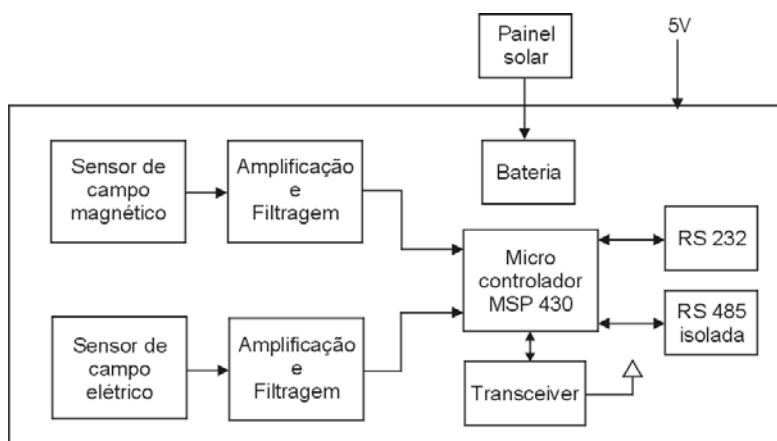 Painel
solar
5V
Sensor de
campo
magnético
Amplificação
e
Filtragem
Bateria
Micro
controlador
MSP 430
RS 232
RS 485
isolada
Sensor de
campo
elétrico
Amplificação
e
Filtragem
Transceiver